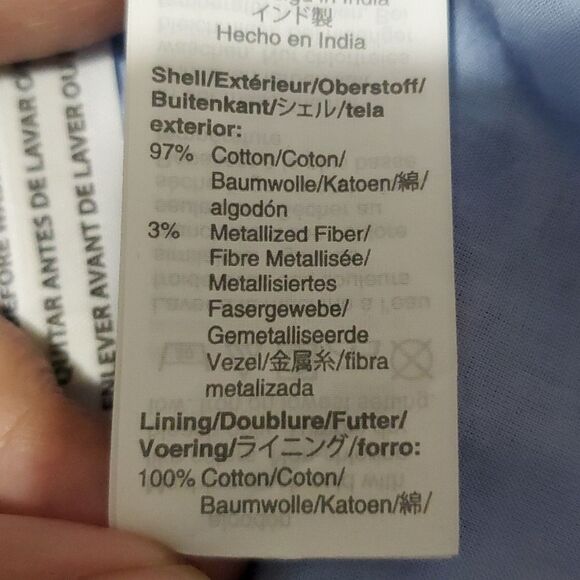 in India
インド製
Hecho en India
Shell/Extérieur/Oberstoff/
Buitenkant/シェル/tela
exterior:
97% Cotton/Coton/
Baumwolle/Katoen/綿/
algodón
3% Metallized Fiber/
Fibre Metallisée/
Metallisiertes
Fasergewebe/
Gemetalliseerde
Vezel/金属糸/fibra
metalizada
Lining/Doublure/Futter/
Voering/ライニング/forro:
100% Cotton/Coton/
Baumwolle/Katoen/綿/
QUITAR ANTES DE LAVAR O
ENLEVER AVANT DE LAVER OU